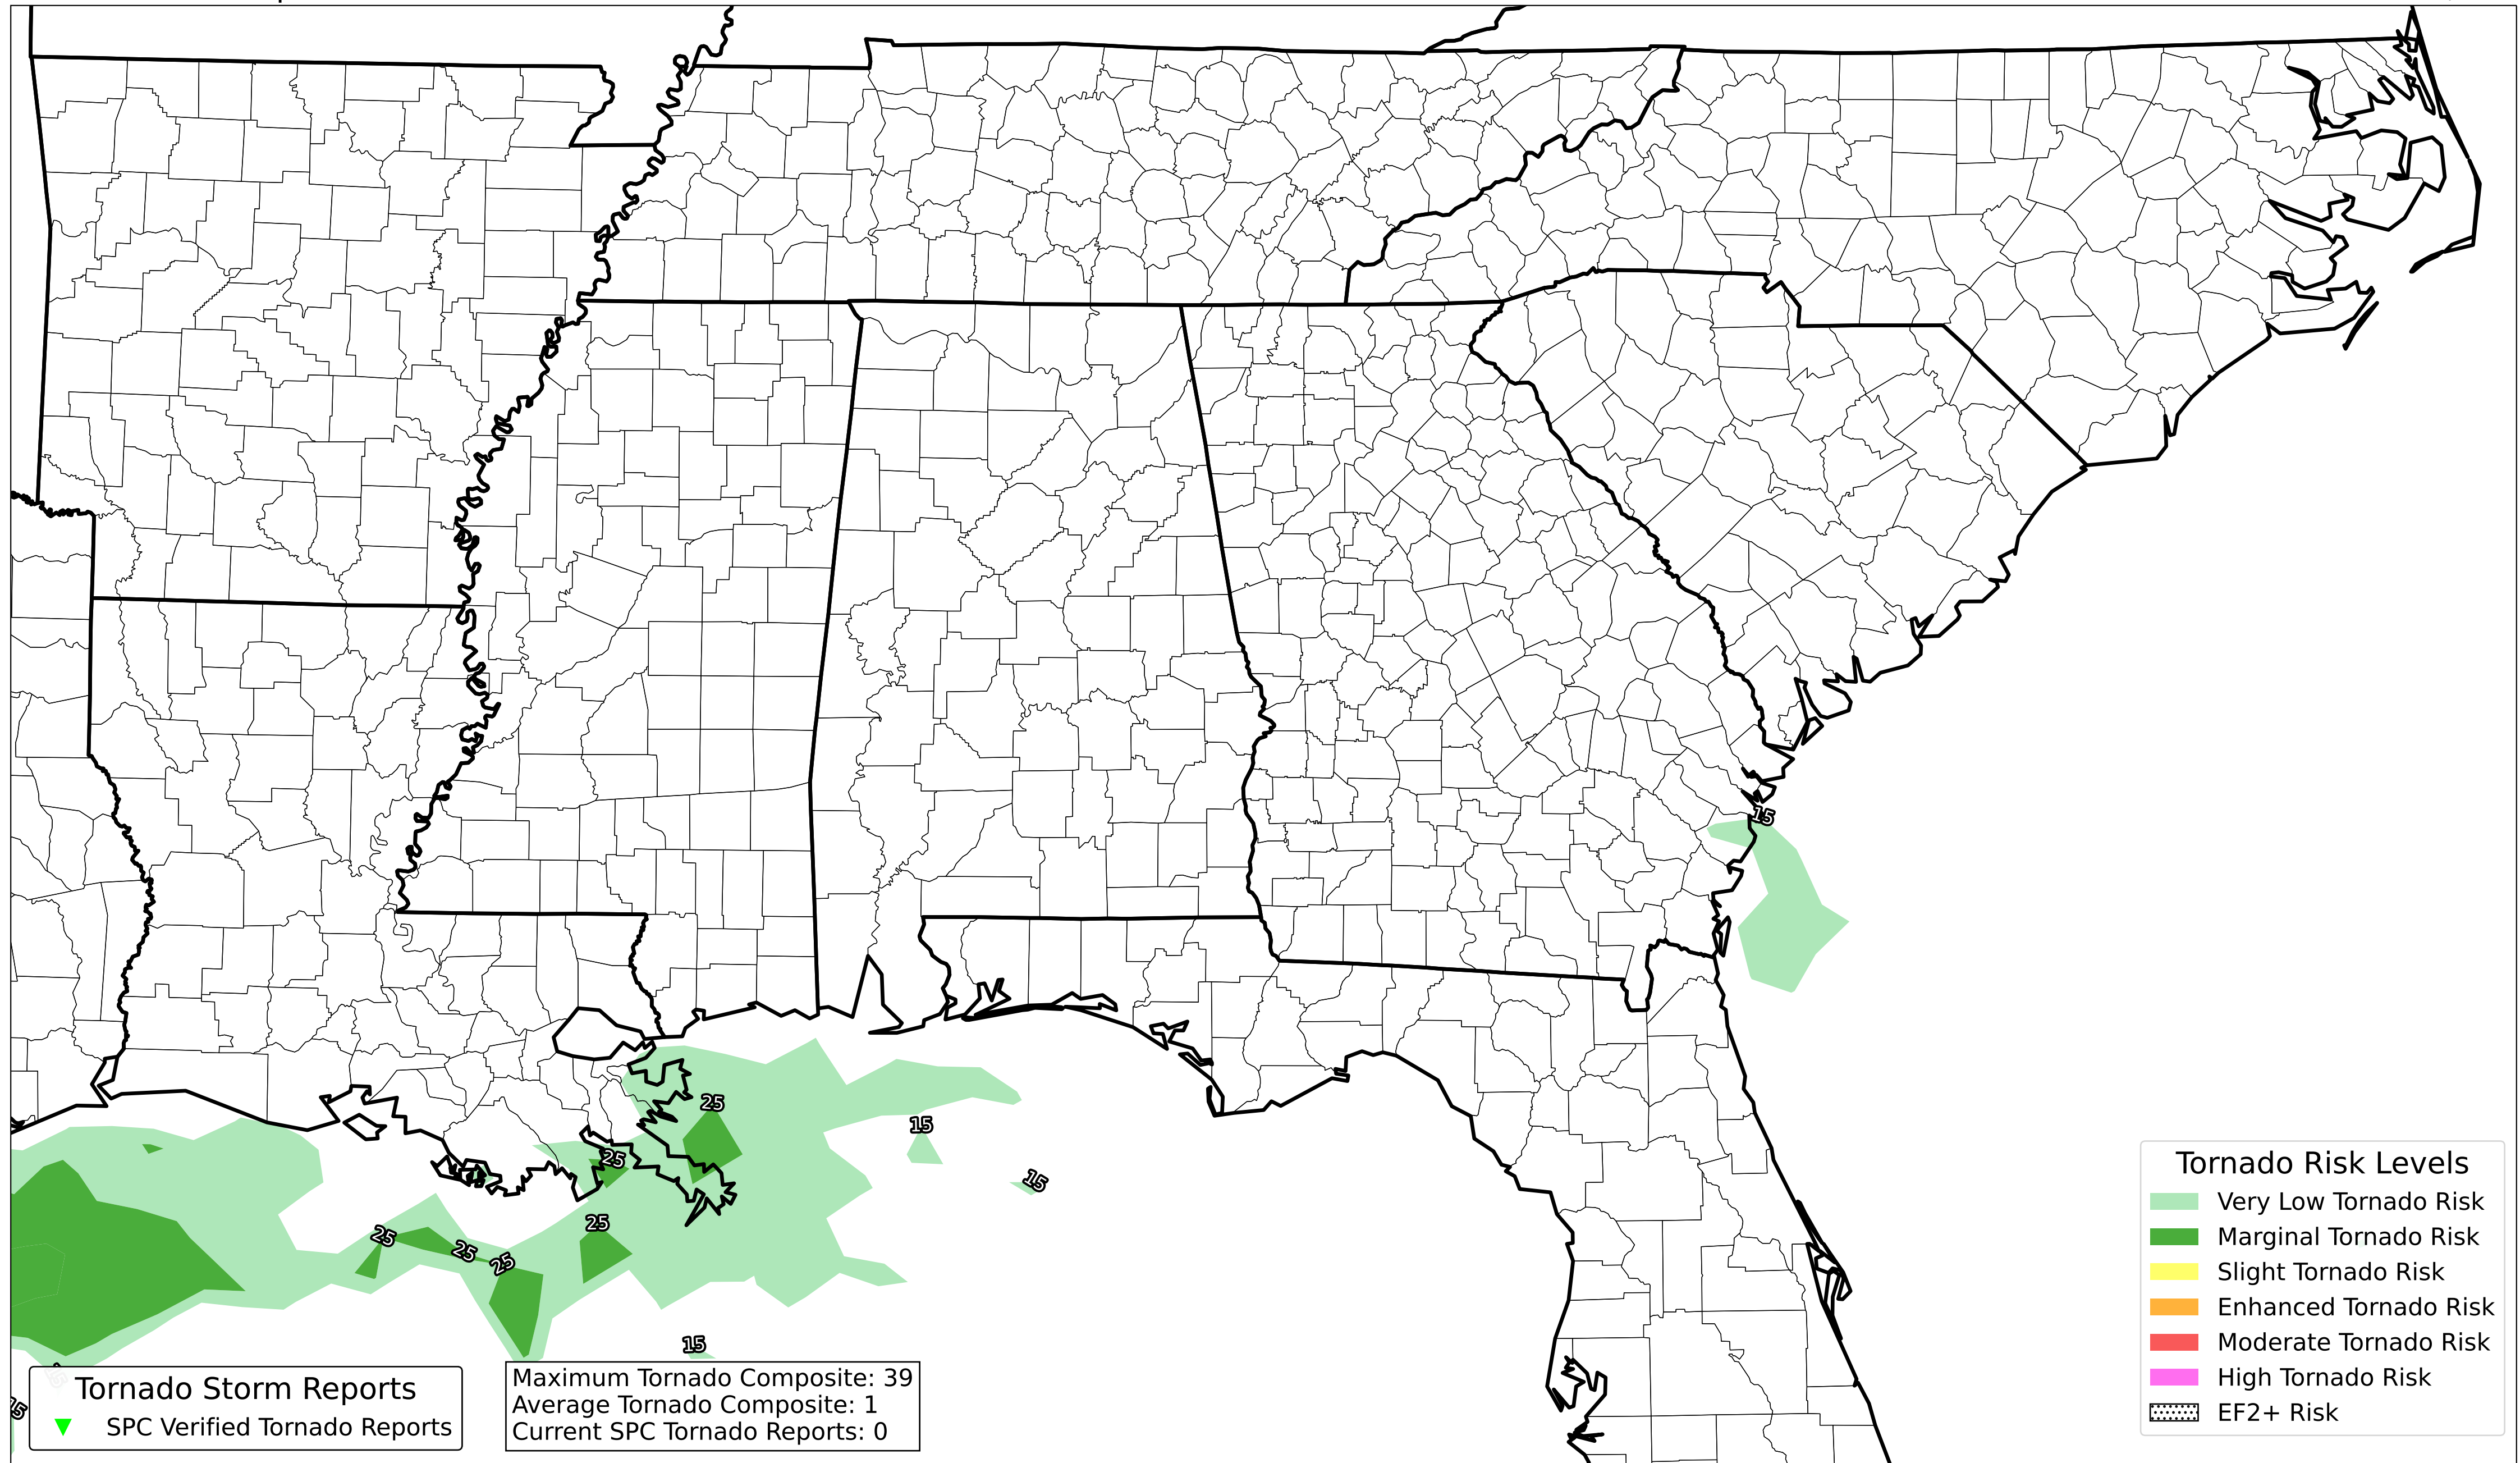 15
25
15
25
15
25
25
25
25
15
Tornado Risk Levels
Very Low Tornado Risk
Marginal Tornado Risk
Slight Tornado Risk
Enhanced Tornado Risk
Moderate Tornado Risk
High Tornado Risk
EF2+ Risk
Tornado Storm Reports
SPC Verified Tornado Reports
Maximum Tornado Composite: 39
Average Tornado Composite: 1
Current SPC Tornado Reports: 0